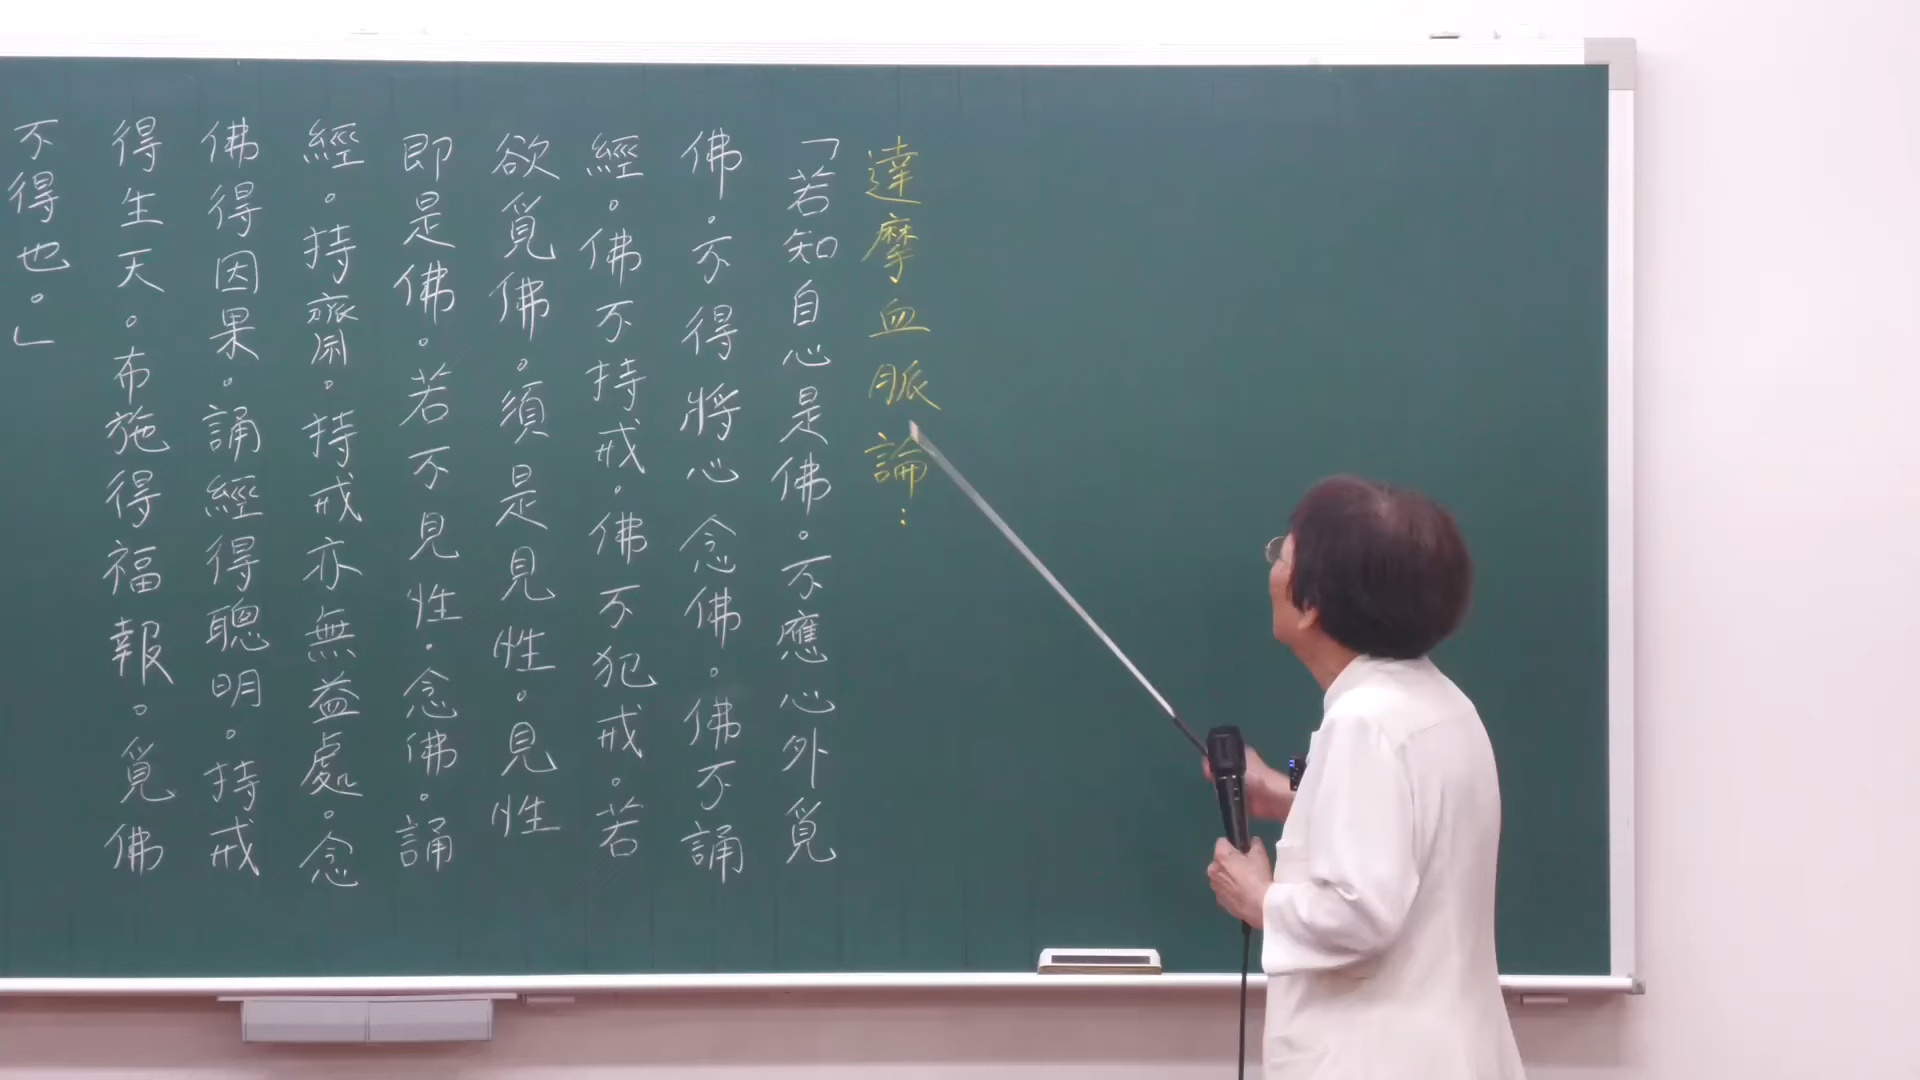 達摩血脈論：
「若知自心是佛。不應心外覓
佛。不得將心念佛。佛不誦
經。佛不持戒。佛不犯戒。若
欲覓佛。須是見性。見性
即是佛。若不見性。念佛。誦
經。持齋。持戒亦無益處。念
佛得因果。誦經得聰明。持戒
得生天。布施得福報。覓佛
不得也。」